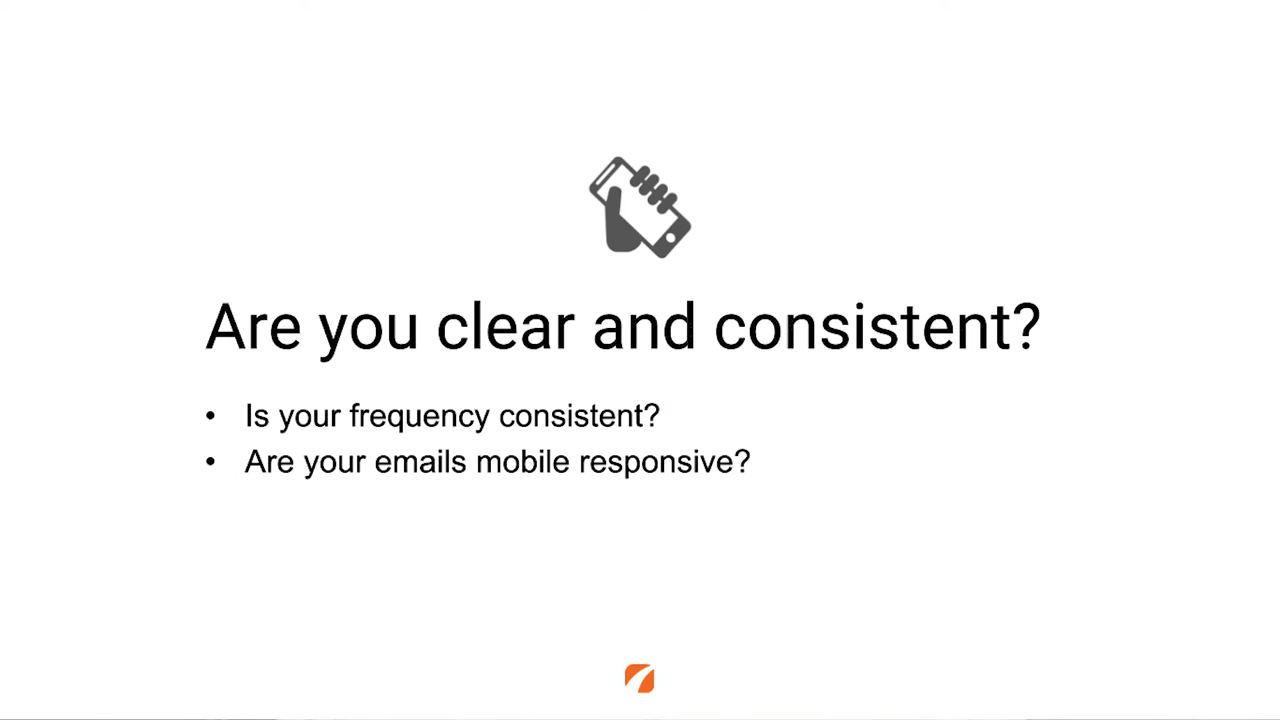 Are you clear and consistent?
• Is your frequency consistent?
• Are your emails mobile responsive?